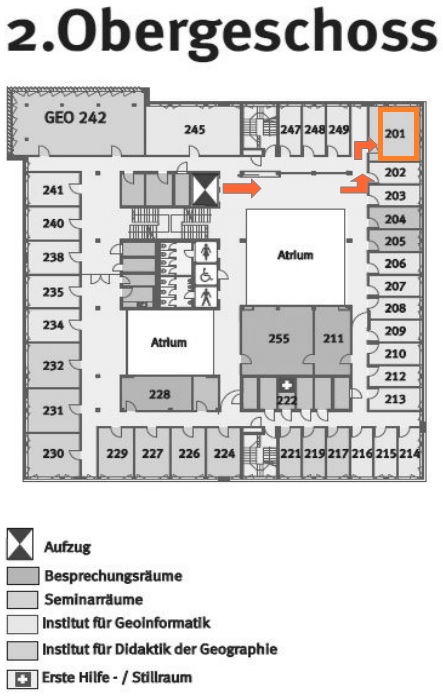 2.Obergeschoss
GEO 242
245
247 248 249
201
202
241
203
240
204
238
205
Atrium
206
235
207
234
208
255
211
209
Atrium
232
210
228
222
212
231
213
230
229 227 226 224
221 219 217 216 215 214
Aufzug
Besprechungsräume
Seminarräume
Institut für Geoinformatik
Institut für Didaktik der Geographie
Erste Hilfe - / Stillraum